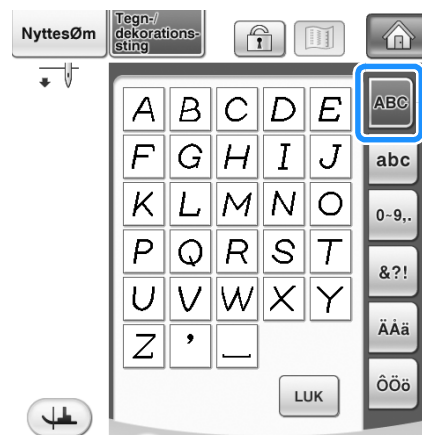 NyttesØm
Tegn-/
dekorations-
sting
A B C D E
F G H I J
K L M N O
P Q R S T
U V W X Y
Z ’ _
ABC
abc
0~9,.
&?!
ÄÅä
ÔÖö
LUK